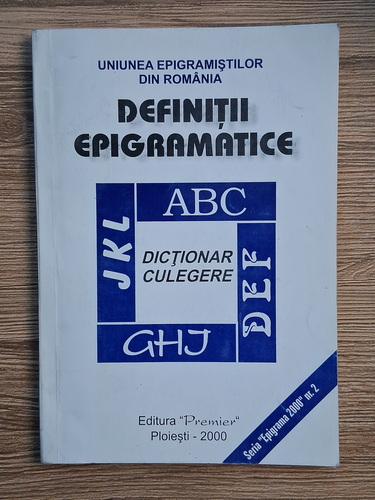 UNIUNEA EPIGRAMIŞTILOR
DIN ROMÂNIA
DEFINIŢII
EPIGRAMATICE
ABC
JKL
DICŢIONAR
CULEGERE
DEF
GHJ
Editura "Premier"
Ploieşti - 2000
Seria "Epigrama 2000" nr. 2